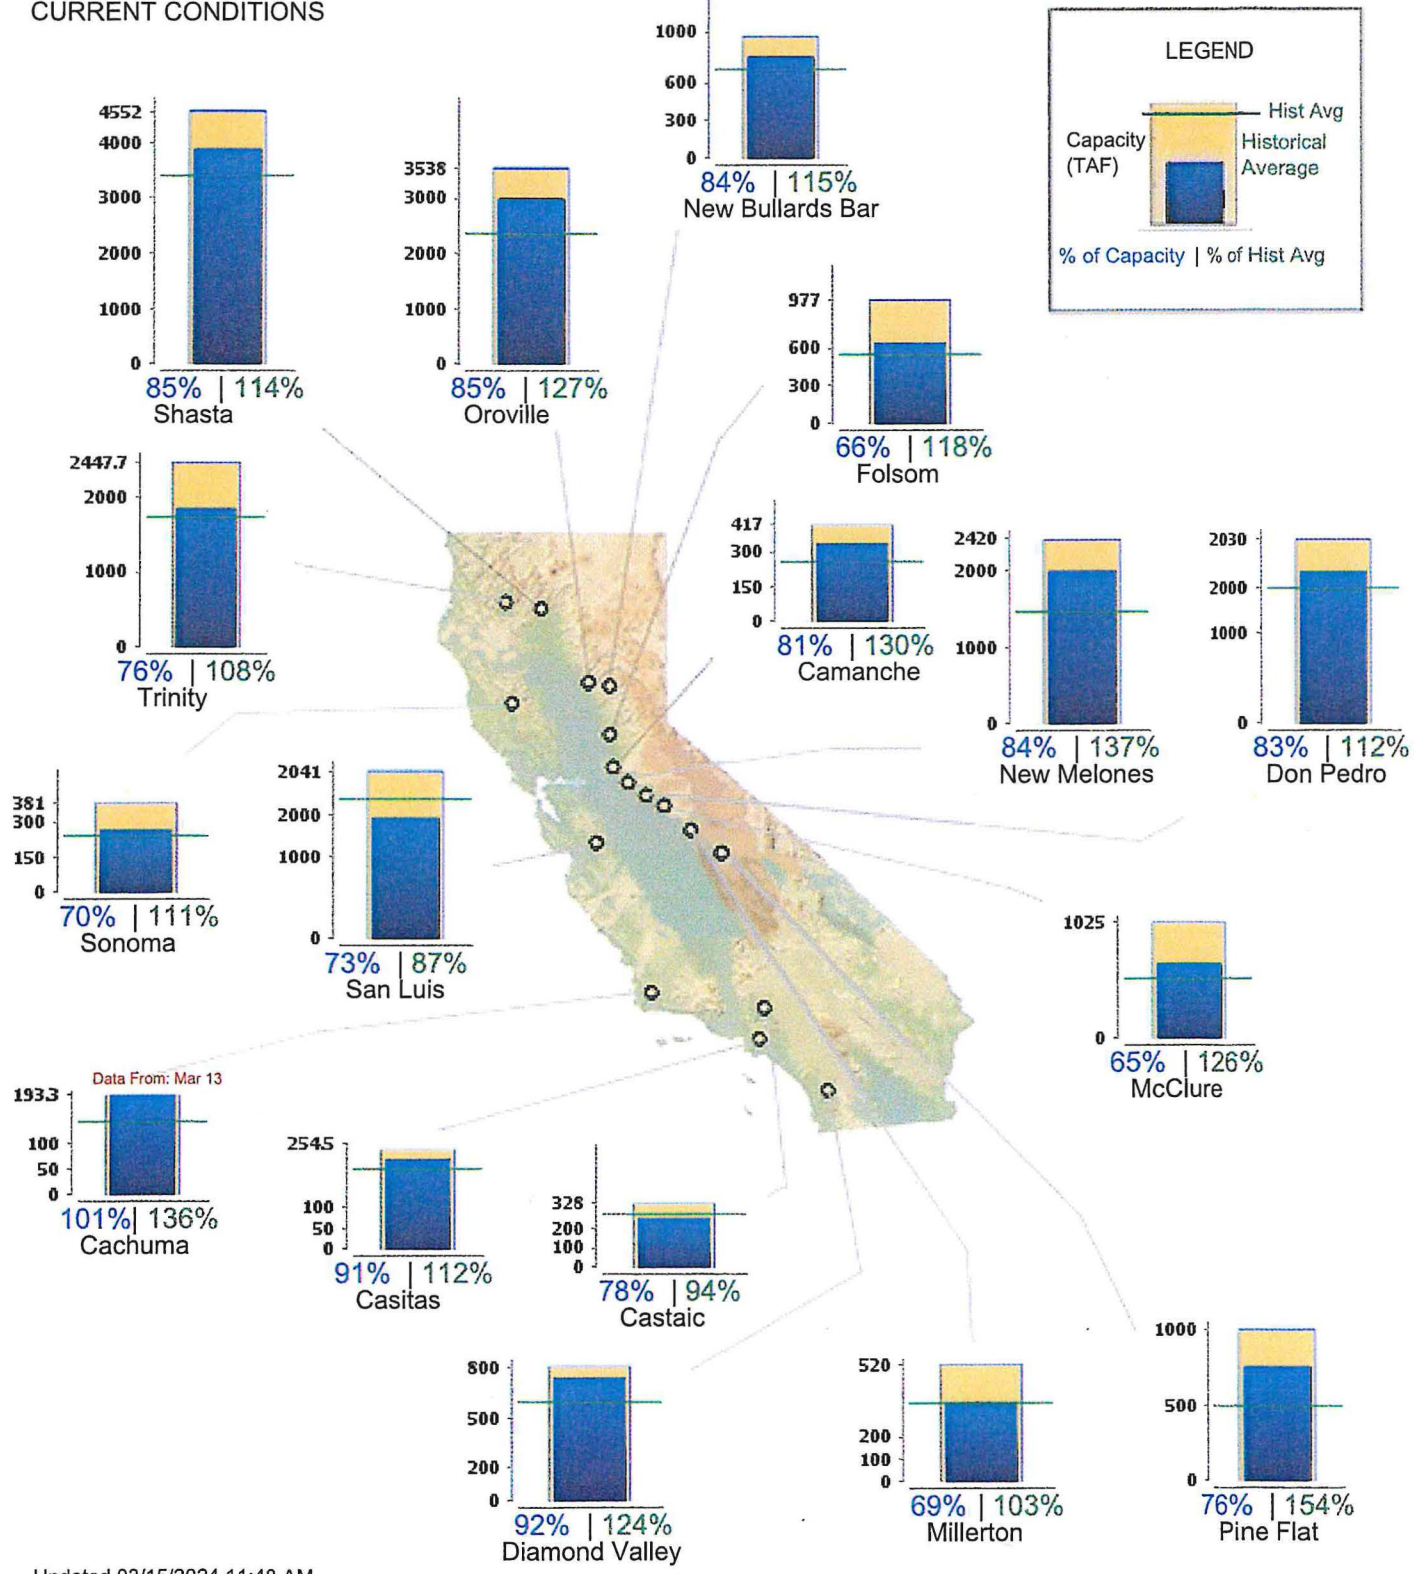 CURRENT CONDITIONS
1000
600
300
0
84% | 115%
New Bullards Bar
LEGEND
Hist Avg
Capacity
(TAF)
Historical
Average
% of Capacity | % of Hist Avg
4552
4000
3000
2000
1000
0
85% | 114%
Shasta
3538
3000
2000
1000
0
85% | 127%
Oroville
977
600
300
0
66% | 118%
Folsom
2447.7
2000
1000
0
76% | 108%
Trinity
417
300
150
0
81% | 130%
Camanche
2420
2000
1000
0
84% | 137%
New Melones
2030
2000
1000
0
83% | 112%
Don Pedro
381
300
150
0
70% | 111%
Sonoma
2041
2000
1000
0
73% | 87%
San Luis
1025
0
65% | 126%
McClure
Data From: Mar 13
193.3
100
50
0
101% | 136%
Cachuma
254.5
100
50
0
91% | 112%
Casitas
328
200
100
0
78% | 94%
Castaic
800
500
200
0
92% | 124%
Diamond Valley
520
200
100
0
69% | 103%
Millerton
1000
500
0
76% | 154%
Pine Flat
Updated 03/15/2024 11:48 AM